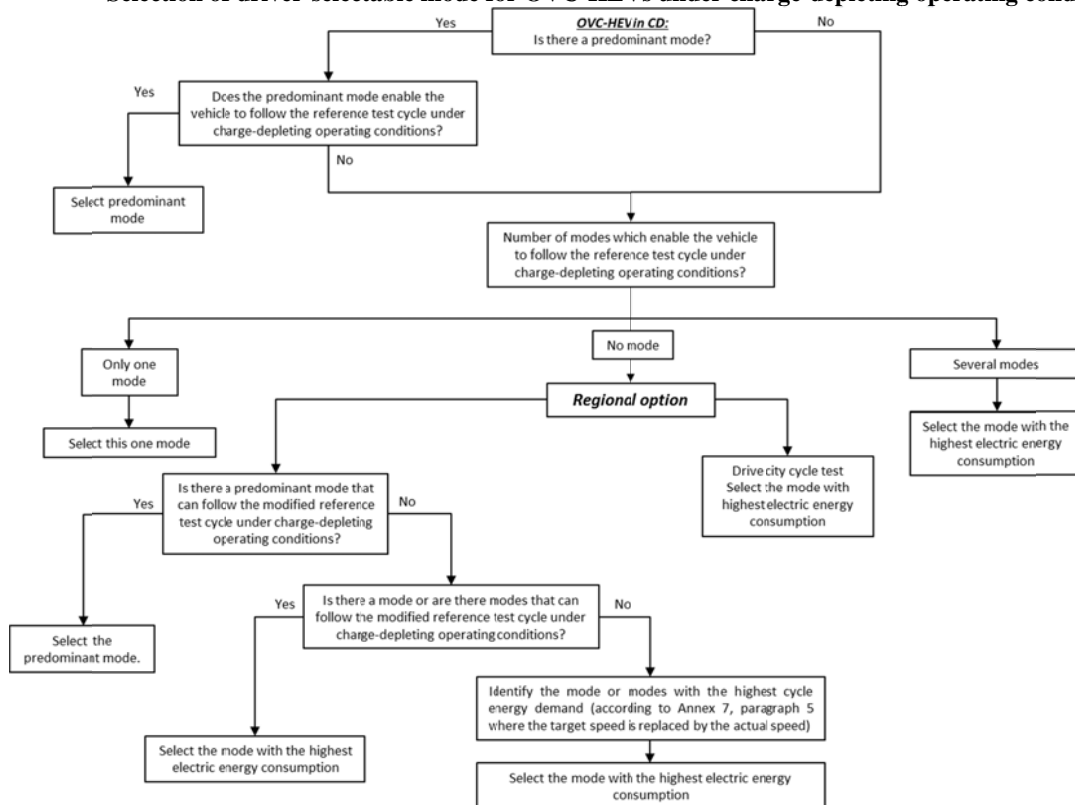 Selection of driver-selectable mode for OVC-HEVs under charge-depleting operating
Yes
OVC-HEV in CD:
Is there a predominant mode?
No
Yes
Does the predominant mode enable the
vehicle to follow the reference test cycle under
charge-depleting operating conditions?
No
Select predominant
mode
Number of modes which enable the vehicle
to follow the reference test cycle under
charge-depleting operating conditions?
Only one
mode
No mode
Several modes
Select this one mode
Regional option
Select the mode with the
highest electric energy
consumption
Yes
Is there a predominant mode that
can follow the modified reference
test cycle under charge-depleting
operating conditions?
No
Drive city cycle test
Select the mode with
highest electric energy
consumption
Yes
Is there a mode or are there modes that can
follow the modified reference test cycle under
charge-depleting operating conditions?
No
Select the
predominant mode.
Identify the mode or modes with the highest cycle
energy demand (according to Annex 7, paragraph 5
where the target speed is replaced by the actual speed)
Select the mode with the highest
electric energy consumption
Select the mode with the highest electric energy
consumption